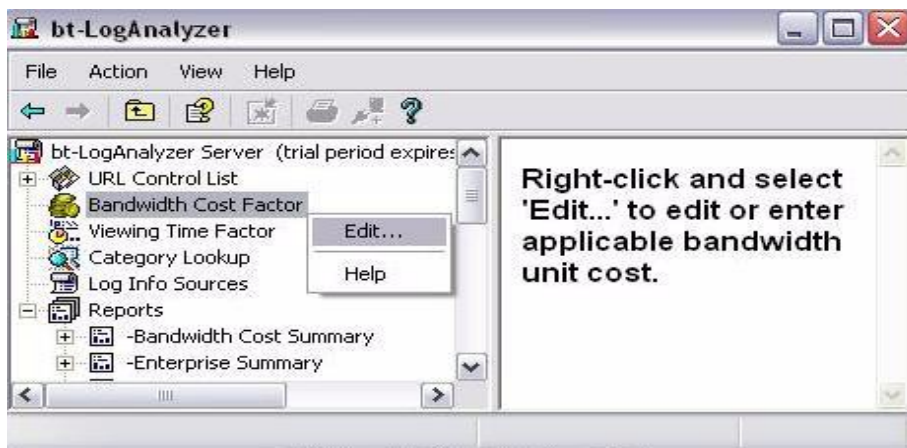 bt-LogAnalyzer
File Action View Help
bt-LogAnalyzer Server (trial period expires
URL Control List
Bandwidth Cost Factor
Viewing Time Factor
Category Lookup
Log Info Sources
Reports
-Bandwidth Cost Summary
-Enterprise Summary
Edit...
Help
Right-click and select
'Edit...' to edit or enter
applicable bandwidth
unit cost.